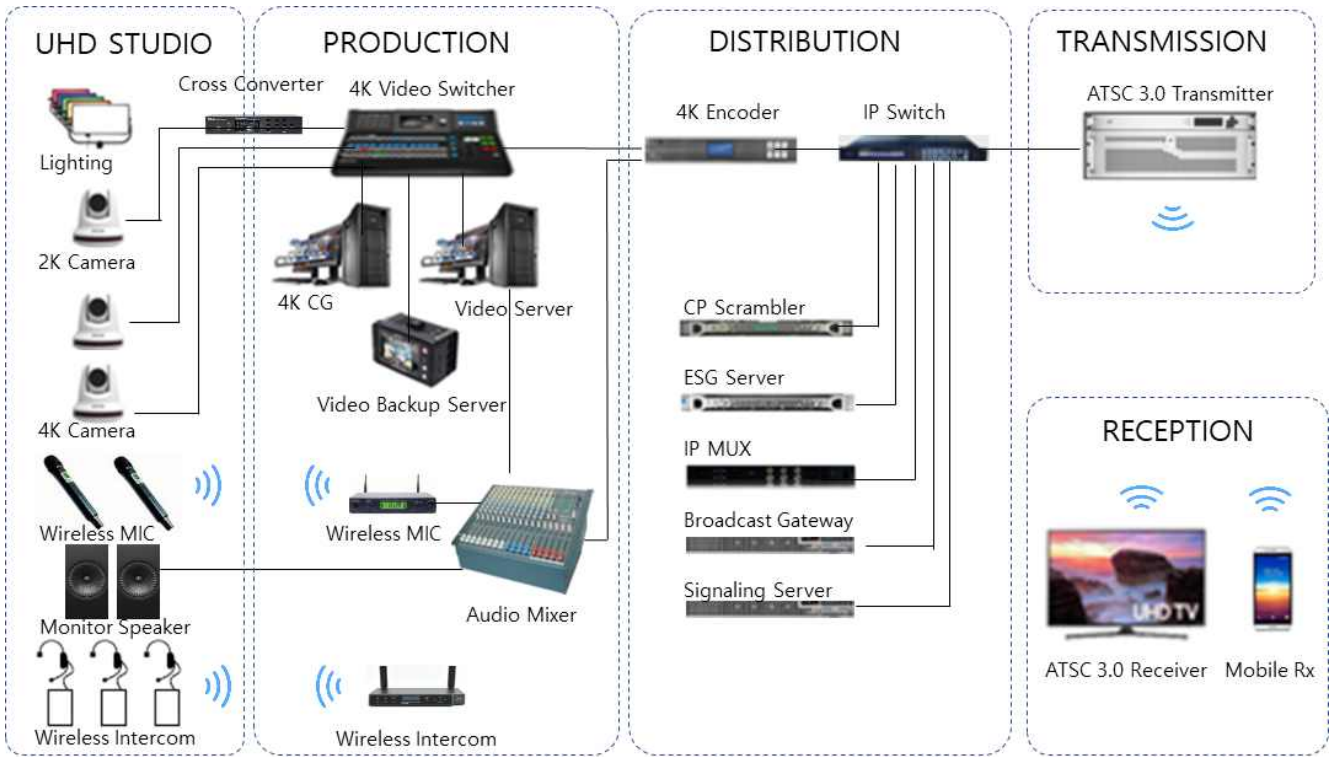 UHD STUDIO
Lighting
Cross Converter
2K Camera
4K Camera
Wireless MIC
Monitor Speaker
Wireless Intercom
PRODUCTION
4K Video Switcher
4K CG
Video Server
Video Backup Server
Wireless MIC
Audio Mixer
Wireless Intercom
DISTRIBUTION
4K Encoder
IP Switch
CP Scrambler
ESG Server
IP MUX
Broadcast Gateway
Signaling Server
TRANSMISSION
ATSC 3.0 Transmitter
RECEPTION
UHD TV
ATSC 3.0 Receiver
Mobile Rx